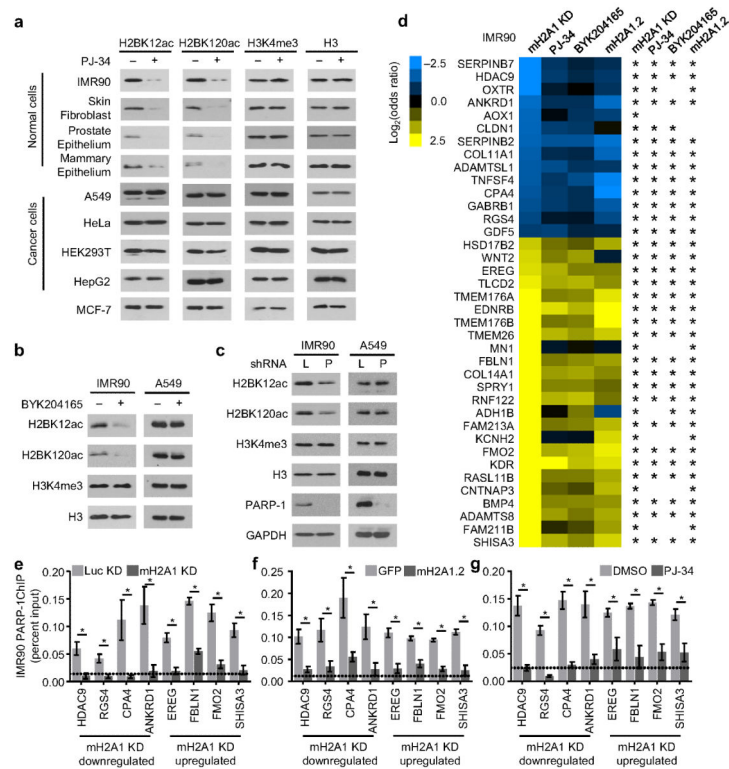 a
H2BK12ac H2BK120ac H3K4me3 H3
PJ-34 – + – + – + – +
Normal cells
IMR90
Skin
Fibroblast
Prostate
Epithelium
Mammary
Epithelium
Cancer cells
A549
HeLa
HEK293T
HepG2
MCF-7
b
IMR90 A549
BYK204165 – + – +
H2BK12ac
H2BK120ac
H3K4me3
H3
c
IMR90 A549
shRNA L P L P
H2BK12ac
H2BK120ac
H3K4me3
H3
PARP-1
GAPDH
d
IMR90
mH2A1 KD PJ-34 BYK204165 mH2A1.2 mH2A1 KD PJ-34 BYK204165 mH2A1.2
Log2(odds ratio)
-2.5
0.0
2.5
SERPINB7 * * * *
HDAC9 * * * *
OXTR * * * *
ANKRD1 * * * *
AOX1 *
CLDN1 * * *
SERPINB2 * * * *
COL11A1 * * * *
ADAMTSL1 * * * *
TNFSF4 * * * *
CPA4 * * * *
GABRB1 * * * *
RGS4 * * * *
GDF5 * * * *
HSD17B2 * * * *
WNT2 * * * *
EREG * * * *
TLCD2 * * * *
TMEM176A * * * *
EDNRB * * * *
TMEM176B * * * *
TMEM26 * * * *
MN1 * *
FBLN1 * * * *
COL14A1 * * * *
SPRY1 * * * *
RNF122 * * * *
ADH1B * * *
FAM213A * * * *
KCNH2 * *
FMO2 * * * *
KDR * * * *
RASL11B * * * *
CNTNAP3 * *
BMP4 * * * *
ADAMTS8 * * * *
FAM211B * *
SHISA3 * * * *
e
Luc KD mH2A1 KD
IMR90 PARP-1ChIP
(percent input)
0.20
0.15
0.10
0.05
0.00
* * * * * * * *
HDAC9 RGS4 CPA4 ANKRD1 EREG FBLN1 FMO2 SHISA3
mH2A1 KD
downregulated
mH2A1 KD
upregulated
f
GFP mH2A1.2
0.25
0.20
0.15
0.10
0.05
0.00
* * * * * * * *
HDAC9 RGS4 CPA4 ANKRD1 EREG FBLN1 FMO2 SHISA3
mH2A1 KD
downregulated
mH2A1 KD
upregulated
g
DMSO PJ-34
0.20
0.15
0.10
0.05
0.00
* * * * * * * *
HDAC9 RGS4 CPA4 ANKRD1 EREG FBLN1 FMO2 SHISA3
mH2A1 KD
downregulated
mH2A1 KD
upregulated